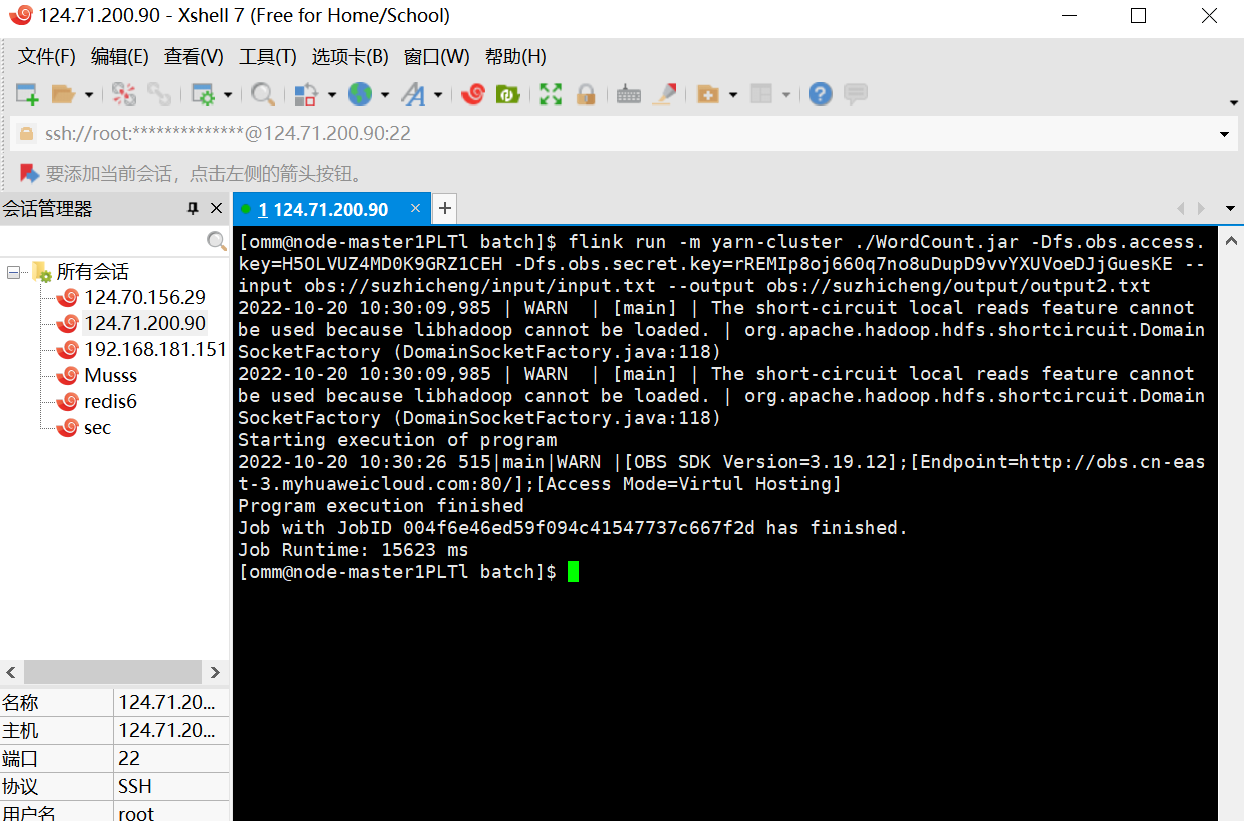 124.71.200.90 - Xshell 7 (Free for Home/School)
文件(F) 编辑(E) 查看(V) 工具(T) 选项卡(B) 窗口(W) 帮助(H)
ssh://root:**************@124.71.200.90:22
要添加当前会话，点击左侧的箭头按钮。
会话管理器
所有会话
124.70.156.29
124.71.200.90
192.168.181.151
Musss
redis6
sec
名称 124.71.20...
主机 124.71.20...
端口 22
协议 SSH
用户名 root
1 124.71.200.90
[omm@node-master1PLTl batch]$ flink run -m yarn-cluster ./WordCount.jar -Dfs.obs.access.
key=H5OLVUZ4MD0K9GRZ1CEH -Dfs.obs.secret.key=rREMIp8oj660q7no8uDupD9vvYXUVoeDJjGuesKE --
input obs://suzhicheng/input/input.txt --output obs://suzhicheng/output/output2.txt
2022-10-20 10:30:09,985 | WARN  | [main] | The short-circuit local reads feature cannot
be used because libhadoop cannot be loaded. | org.apache.hadoop.hdfs.shortcircuit.Domain
SocketFactory (DomainSocketFactory.java:118)
2022-10-20 10:30:09,985 | WARN  | [main] | The short-circuit local reads feature cannot
be used because libhadoop cannot be loaded. | org.apache.hadoop.hdfs.shortcircuit.Domain
SocketFactory (DomainSocketFactory.java:118)
Starting execution of program
2022-10-20 10:30:26 515|main|WARN |[OBS SDK Version=3.19.12];[Endpoint=http://obs.cn-eas
t-3.myhuaweicloud.com:80/];[Access Mode=Virtul Hosting]
Program execution finished
Job with JobID 004f6e46ed59f094c41547737c667f2d has finished.
Job Runtime: 15623 ms
[omm@node-master1PLTl batch]$